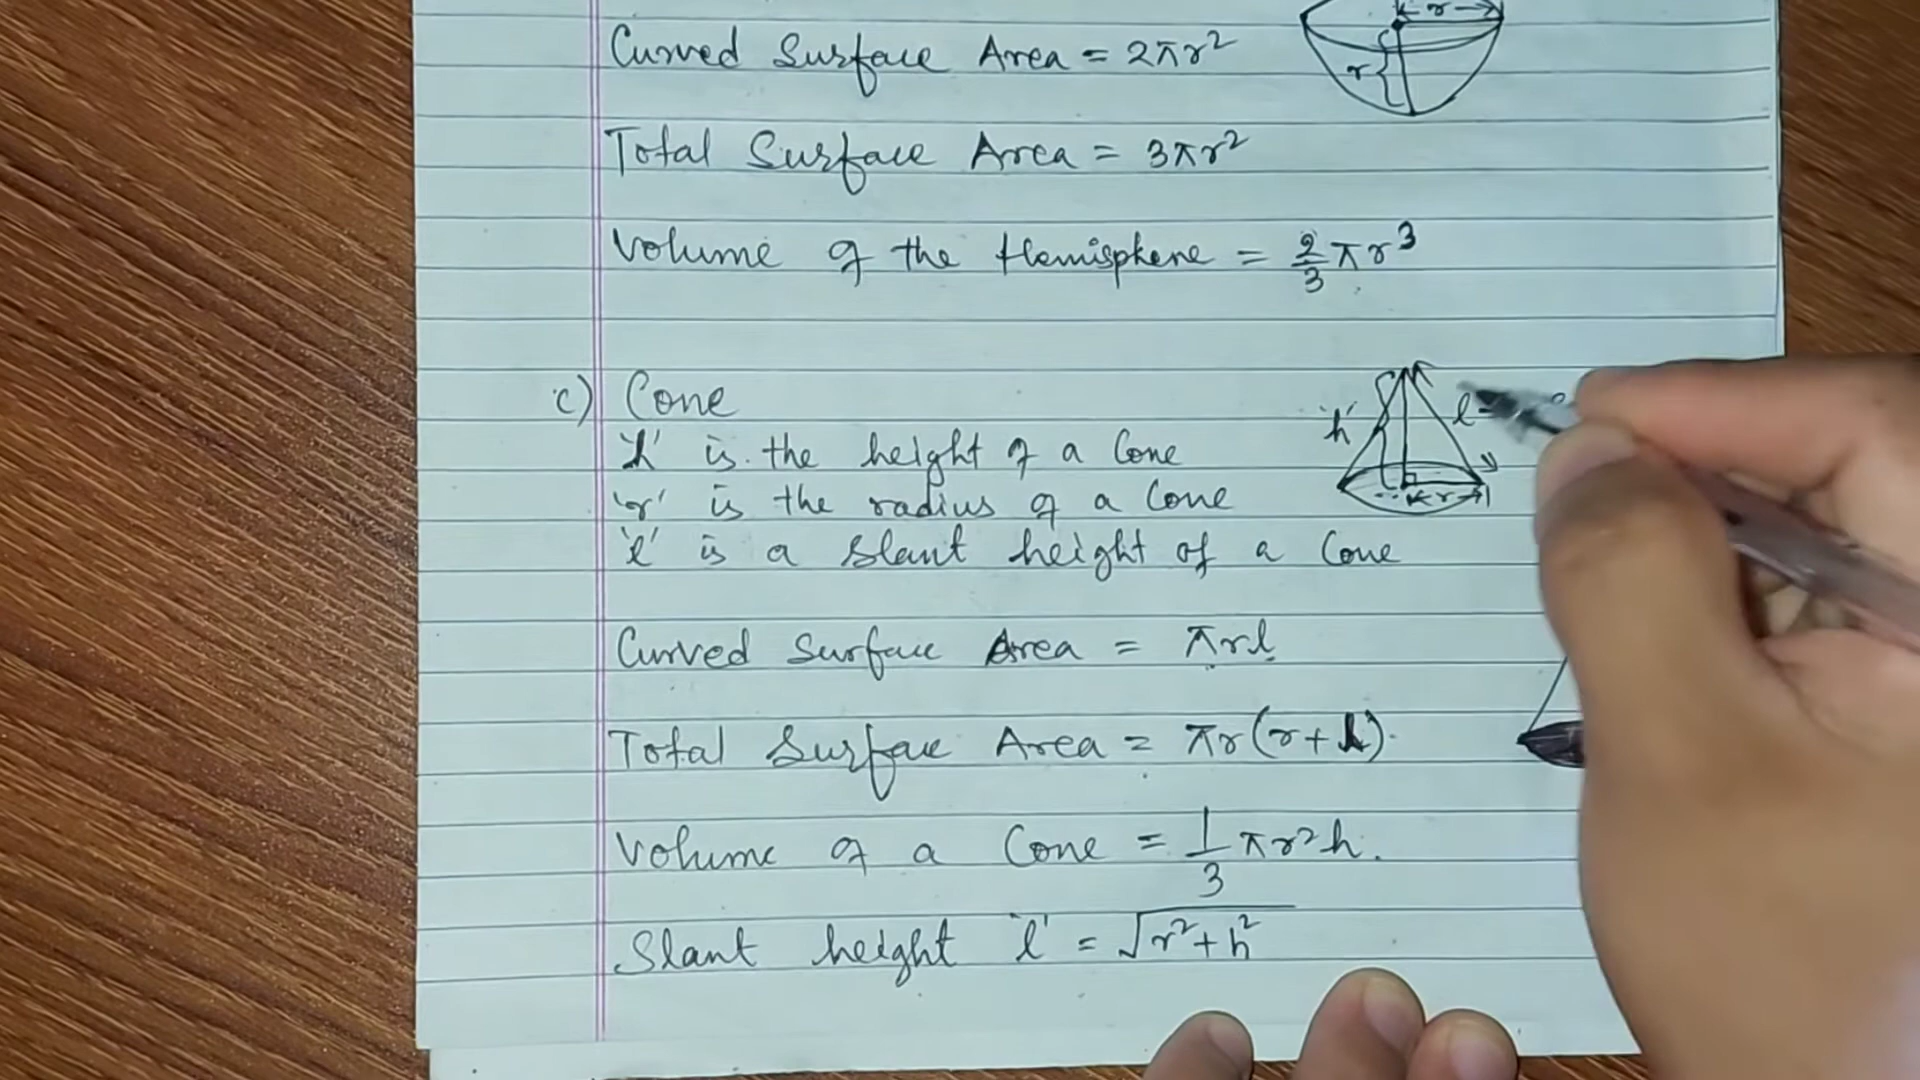 Curved Surface Area = 2πr²
r
r
Total Surface Area = 3πr²
Volume of the Hemisphere = 2/3 πr³
c) Cone
'h' l
'h' is the height of a Cone
'r' is the radius of a Cone
r
'l' is a slant height of a Cone
Curved Surface Area = πrl
Total Surface Area = πr(r+l).
Volume of a Cone = 1/3 πr²h.
Slant height 'l' = √r²+h²